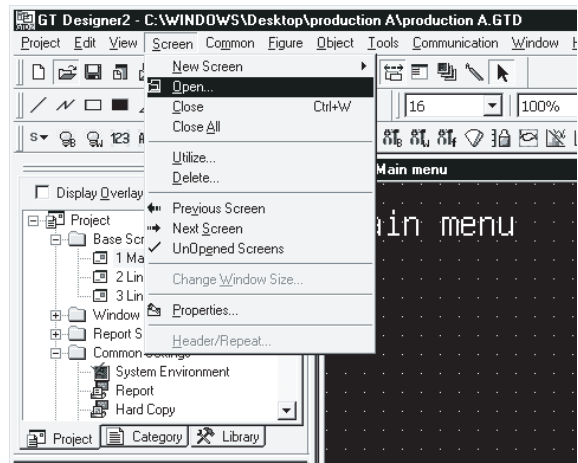 GT Designer2 - C:\WINDOWS\Desktop\production A\production A.GTD
Project Edit View Screen Common Figure Object Tools Communication Window
New Screen
Open...
Close Ctrl+W
Close All
Utilize...
Delete...
Previous Screen
Next Screen
UnOpened Screens
Change Window Size...
Properties...
Header/Repeat...
16 100%
S 123
Display Overlay
Project
Base Scr
1 Ma
2 Lin
3 Lin
Window
Report S
Common Settings
System Environment
Report
Hard Copy
Project Category Library
Main menu
ain menu